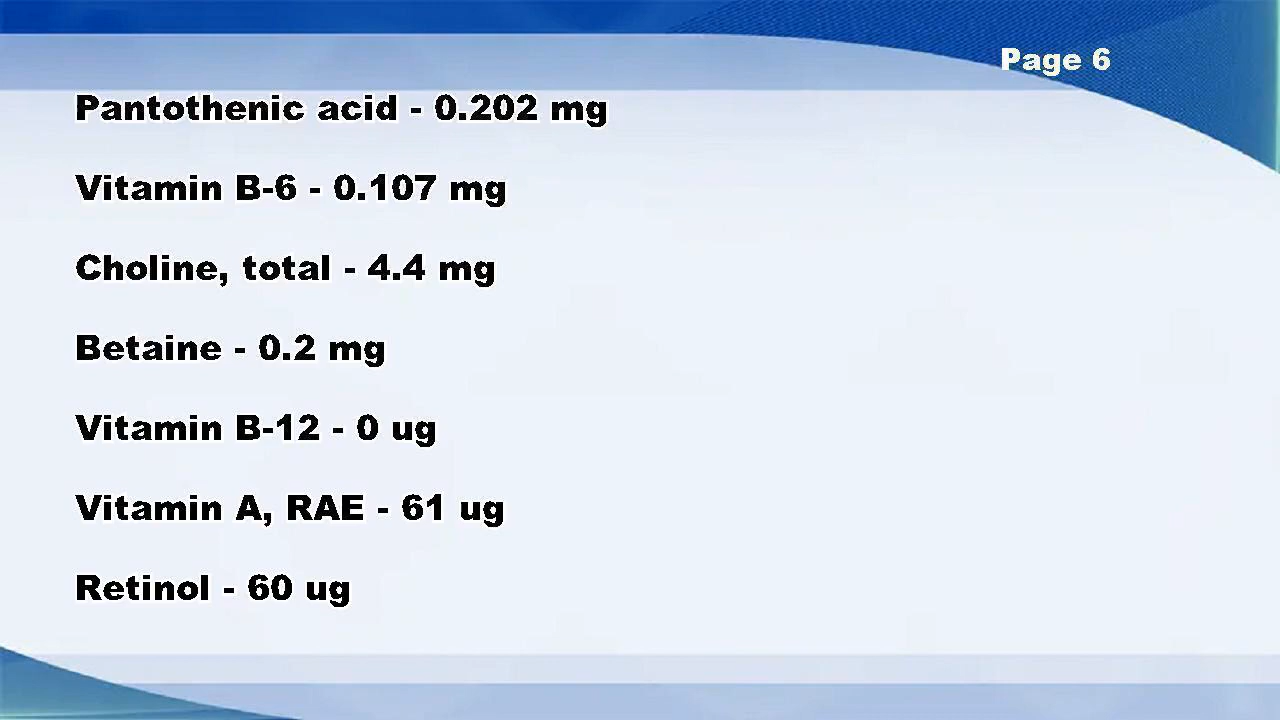 Page 6
Pantothenic acid - 0.202 mg
Vitamin B-6 - 0.107 mg
Choline, total - 4.4 mg
Betaine - 0.2 mg
Vitamin B-12 - 0 ug
Vitamin A, RAE - 61 ug
Retinol - 60 ug